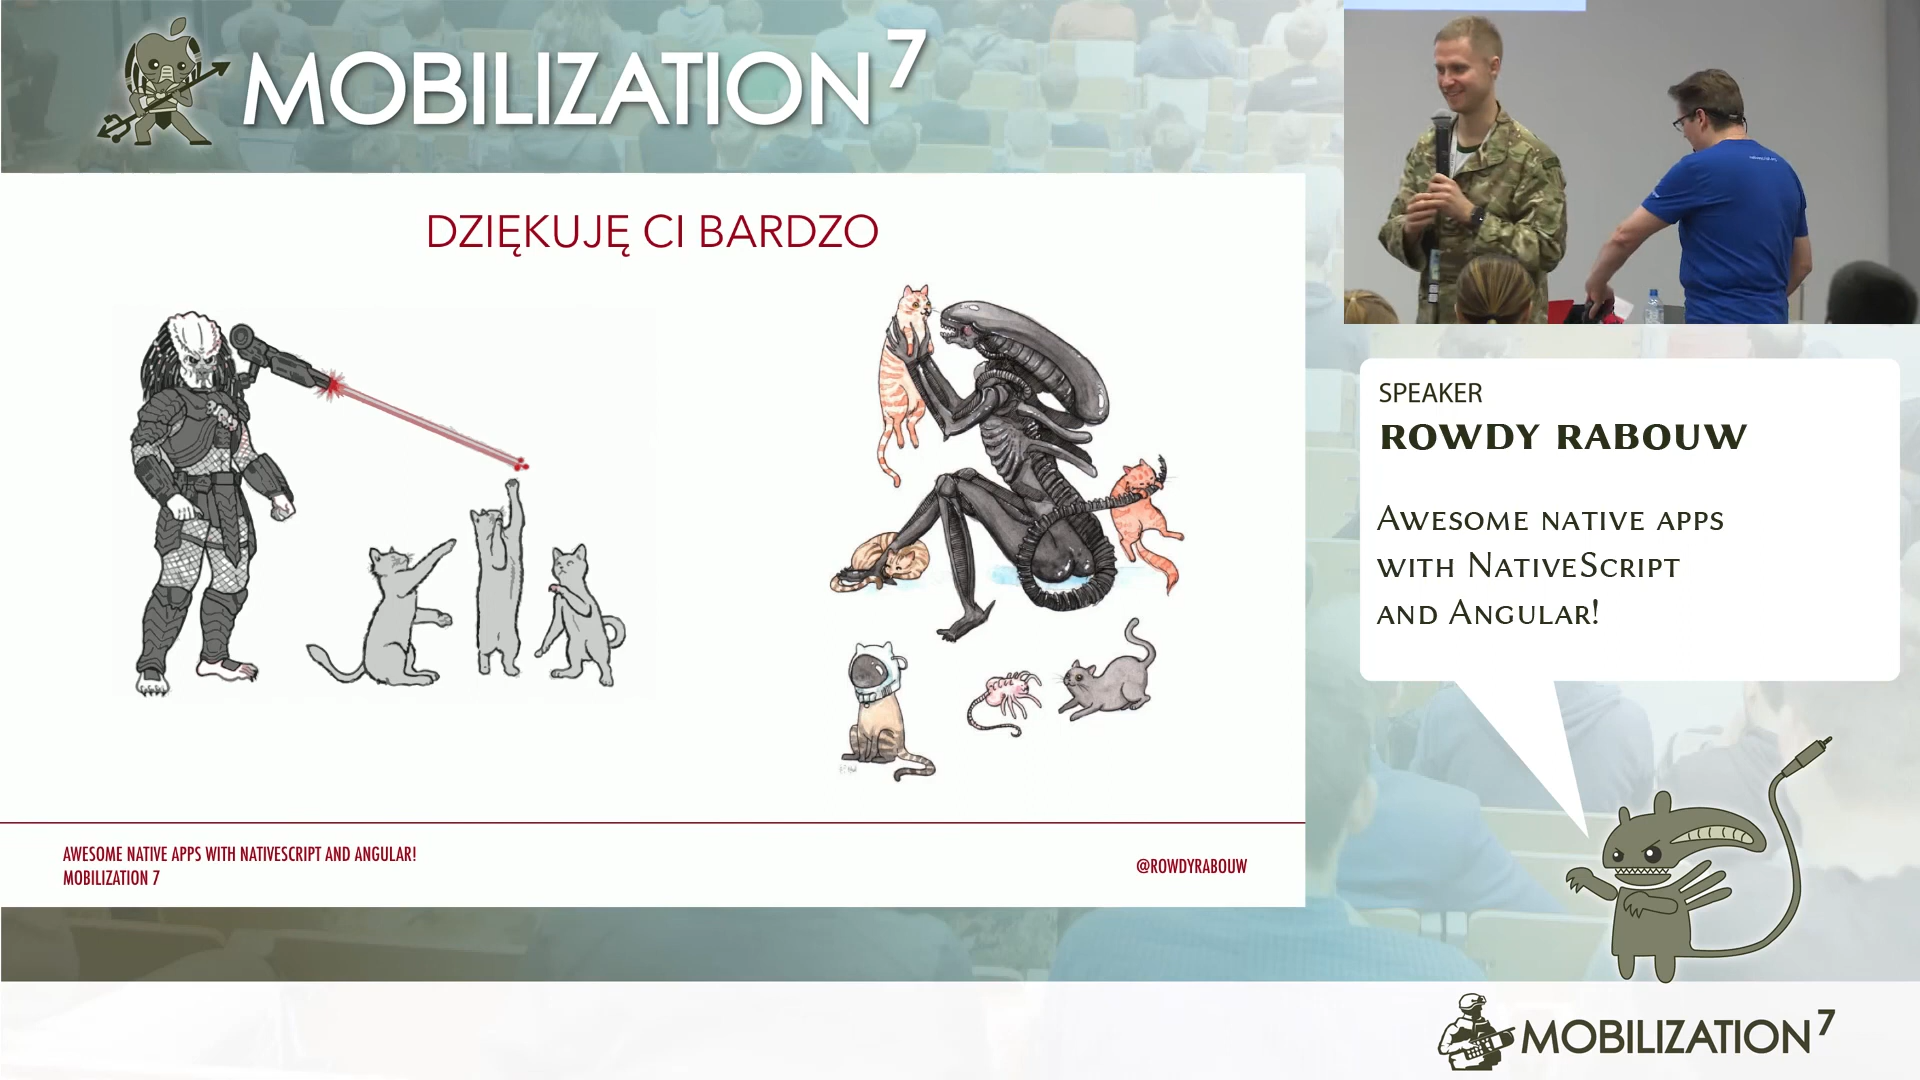 MOBILIZATION 7
DZIĘKUJĘ CI BARDZO
AWESOME NATIVE APPS WITH NATIVESCRIPT AND ANGULAR!
MOBILIZATION 7
@ROWDYRABOUW
SPEAKER
ROWDY RABOUW
AWESOME NATIVE APPS
WITH NATIVESCRIPT
AND ANGULAR!
MOBILIZATION 7